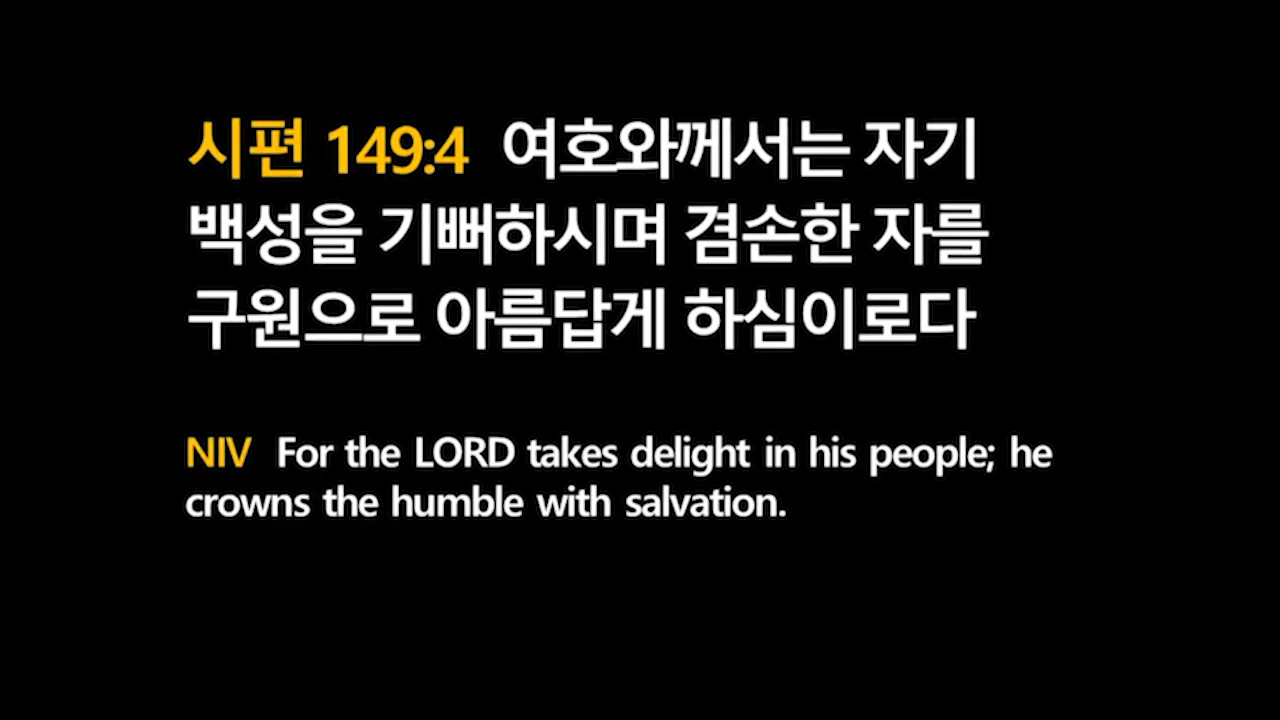 시편 149:4 여호와께서는 자기
백성을 기뻐하시며 겸손한 자를
구원으로 아름답게 하심이로다
NIV For the LORD takes delight in his people; he
crowns the humble with salvation.